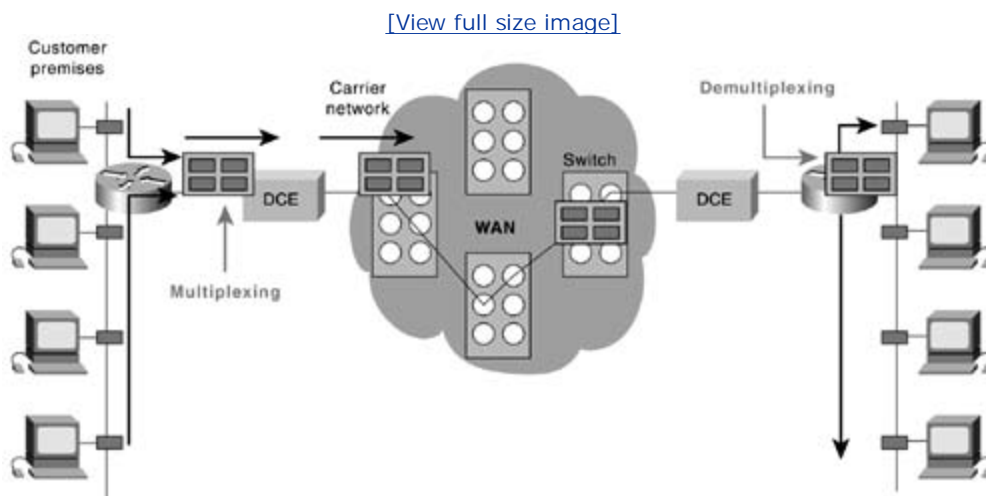 [View full size image]
Customer
premises
Carrier
network
Demultiplexing
Switch
DCE
DCE
WAN
Multiplexing